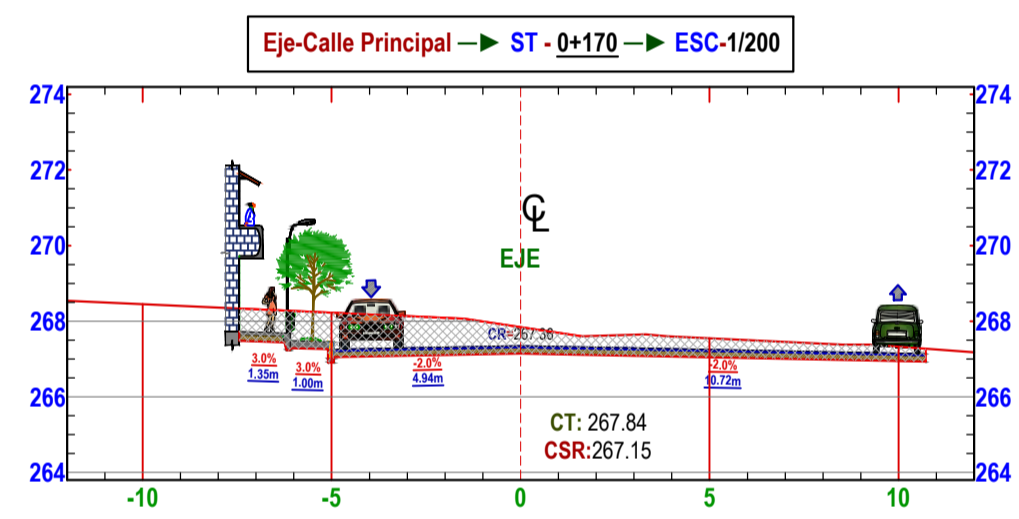 Eje-Calle Principal ST - 0+170 ESC-1/200
274 274
272 272
270 270
CL
EJE
268 268
CR=267.38
3.0% 3.0% -2.0% -2.0%
1.35m 1.00m 4.94m 10.72m
266 266
CT: 267.84
CSR:267.15
264 264
-10 -5 0 5 10